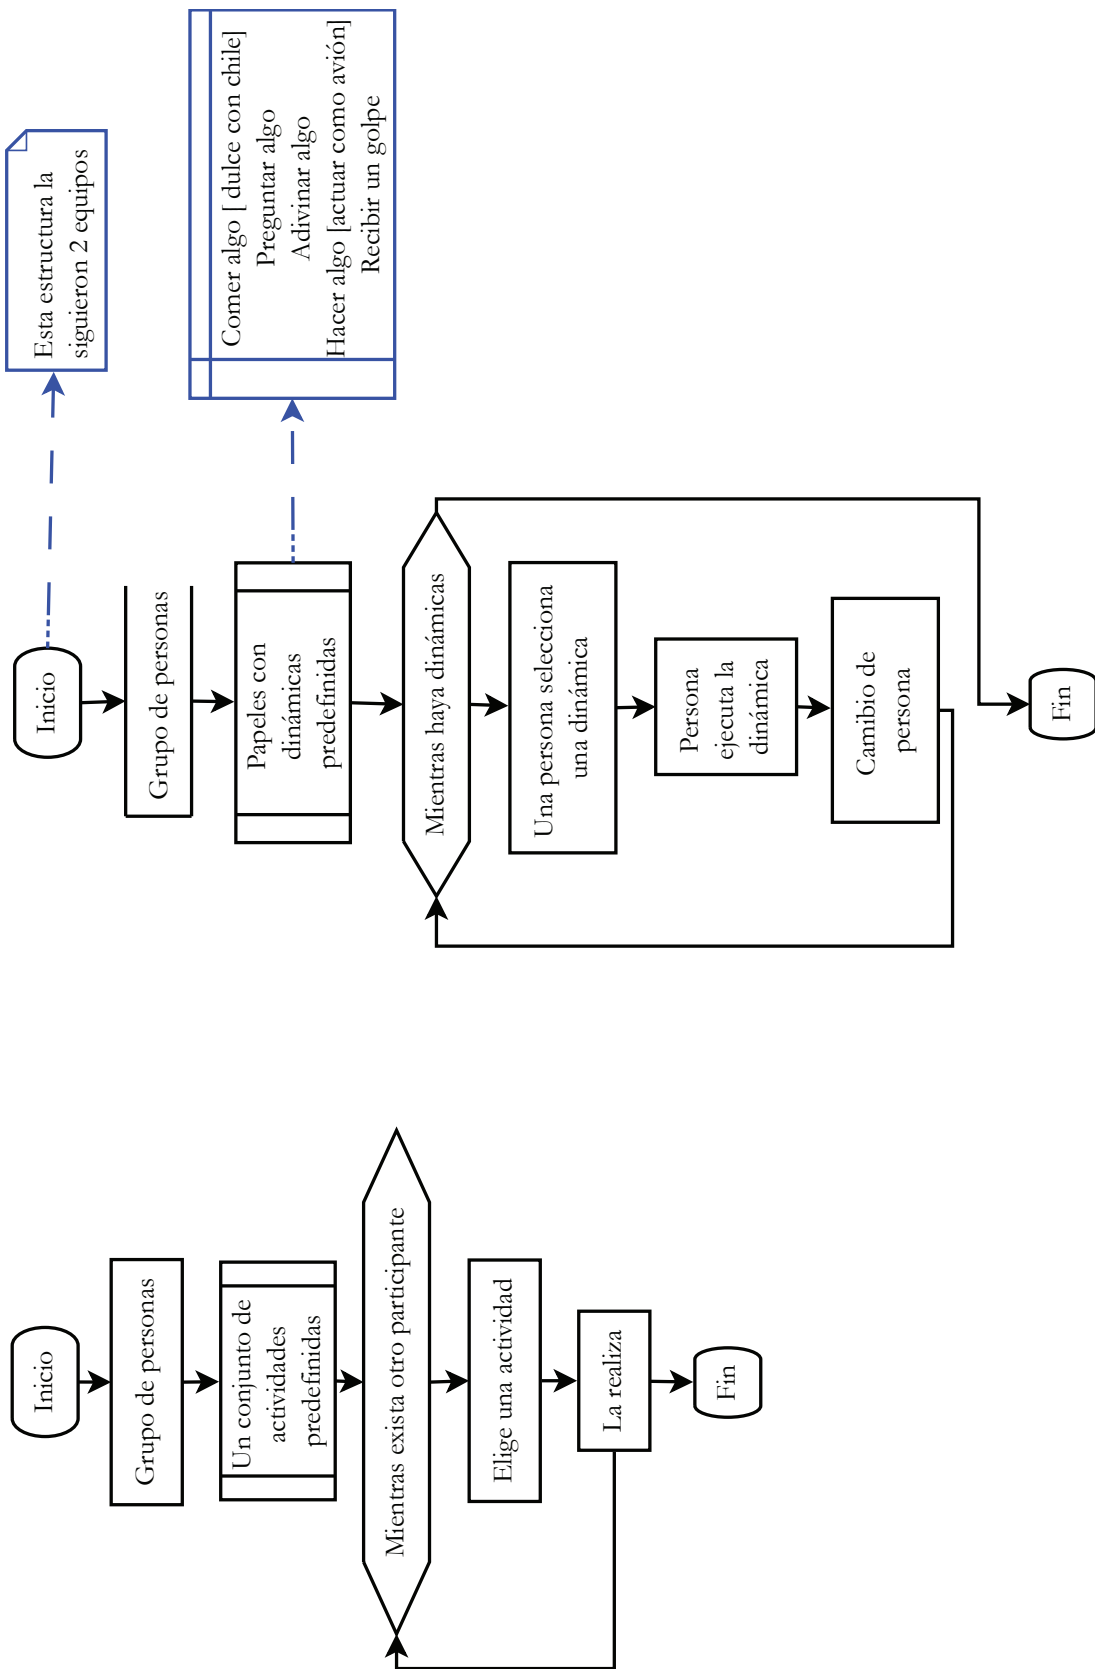 Inicio
Grupo de personas
Un conjunto de
actividades
predefinidas
Mientras exista otro participante
Elige una actividad
La realiza
Fin
Inicio
Grupo de personas
Papeles con
dinámicas
predefinidas
Mientras haya dinámicas
Una persona selecciona
una dinámica
Persona
ejecuta la
dinámica
Camibio de
persona
Fin
Esta estructura la
siguieron 2 equipos
Comer algo [ dulce con chile]
Preguntar algo
Adivinar algo
Hacer algo [actuar como avión]
Recibir un golpe